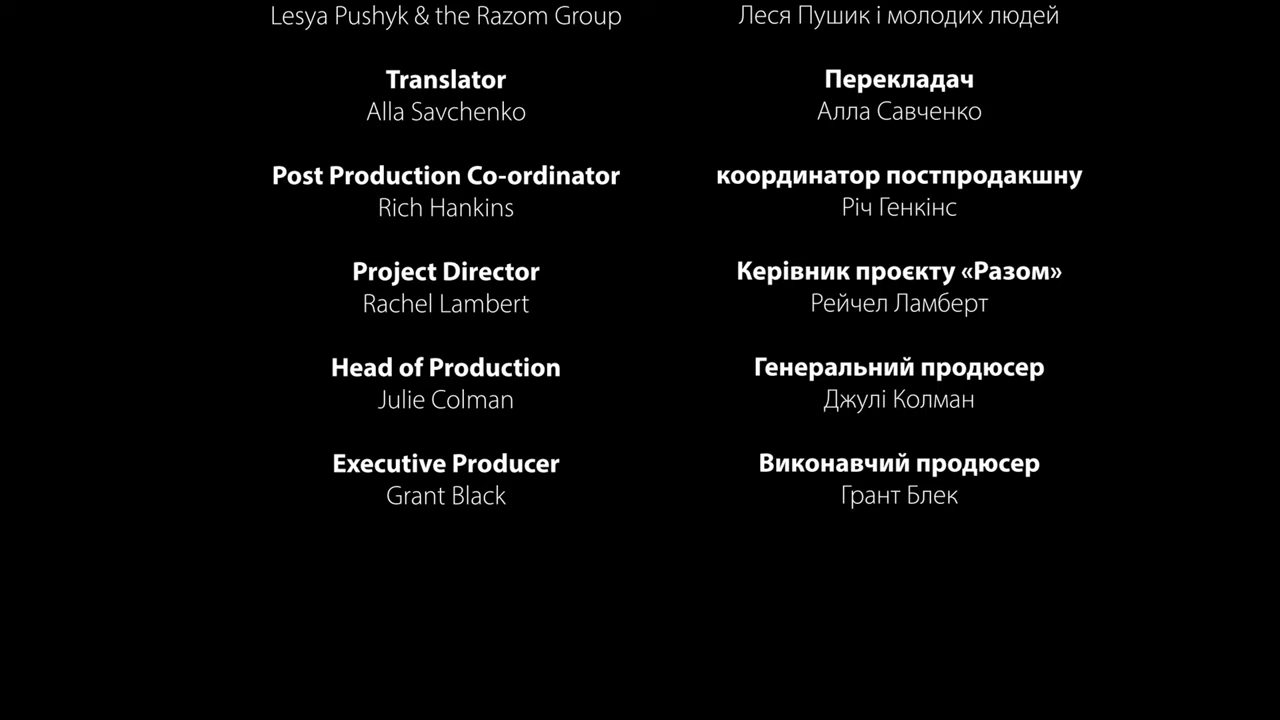 Lesya Pushyk & the Razom Group
Леся Пушик і молодих людей
Translator
Alla Savchenko
Перекладач
Алла Савченко
Post Production Co-ordinator
Rich Hankins
координатор постпродакшну
Річ Генкінс
Project Director
Rachel Lambert
Керівник проєкту «Разом»
Рейчел Ламберт
Head of Production
Julie Colman
Генеральний продюсер
Джулі Колман
Executive Producer
Grant Black
Виконавчий продюсер
Грант Блек